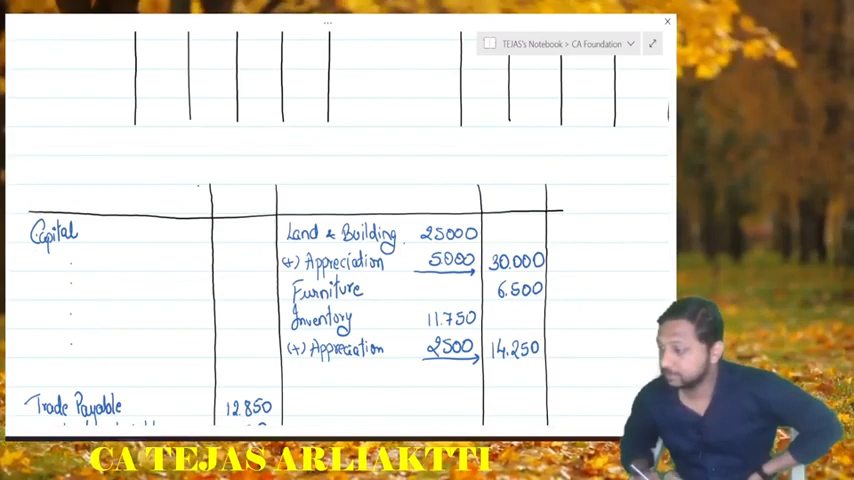 TEJAS's Notebook > CA Foundation
Capital
Land & Building 25000
(+) Appreciation 5000 30.000
Furniture 6.500
Inventory 11.750
(+) Appreciation 2500 14.250
Trade Payable 12.850
CA TEJAS ARLIAKTTI